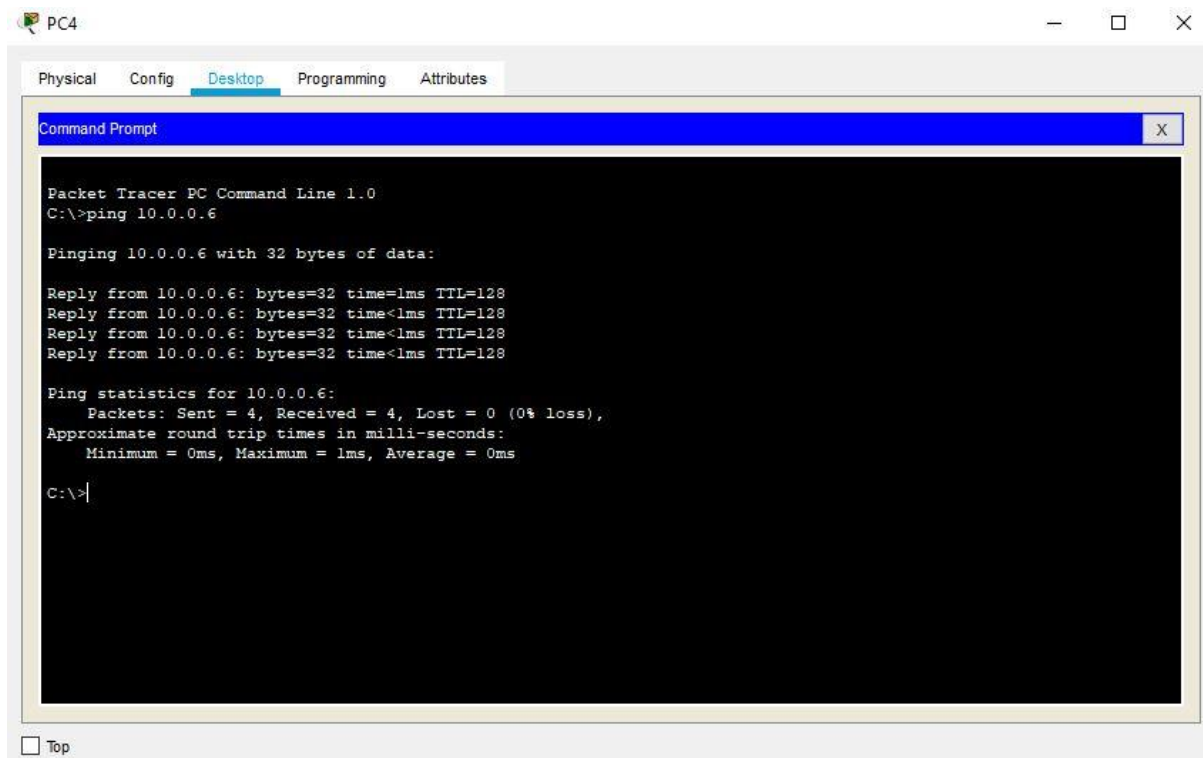 PC4
Physical Config Desktop Programming Attributes
Command Prompt X
Packet Tracer PC Command Line 1.0
C:\>ping 10.0.0.6
Pinging 10.0.0.6 with 32 bytes of data:
Reply from 10.0.0.6: bytes=32 time=1ms TTL=128
Reply from 10.0.0.6: bytes=32 time<1ms TTL=128
Reply from 10.0.0.6: bytes=32 time<1ms TTL=128
Reply from 10.0.0.6: bytes=32 time<1ms TTL=128
Ping statistics for 10.0.0.6:
Packets: Sent = 4, Received = 4, Lost = 0 (0% loss),
Approximate round trip times in milli-seconds:
Minimum = 0ms, Maximum = 1ms, Average = 0ms
C:\>
Top